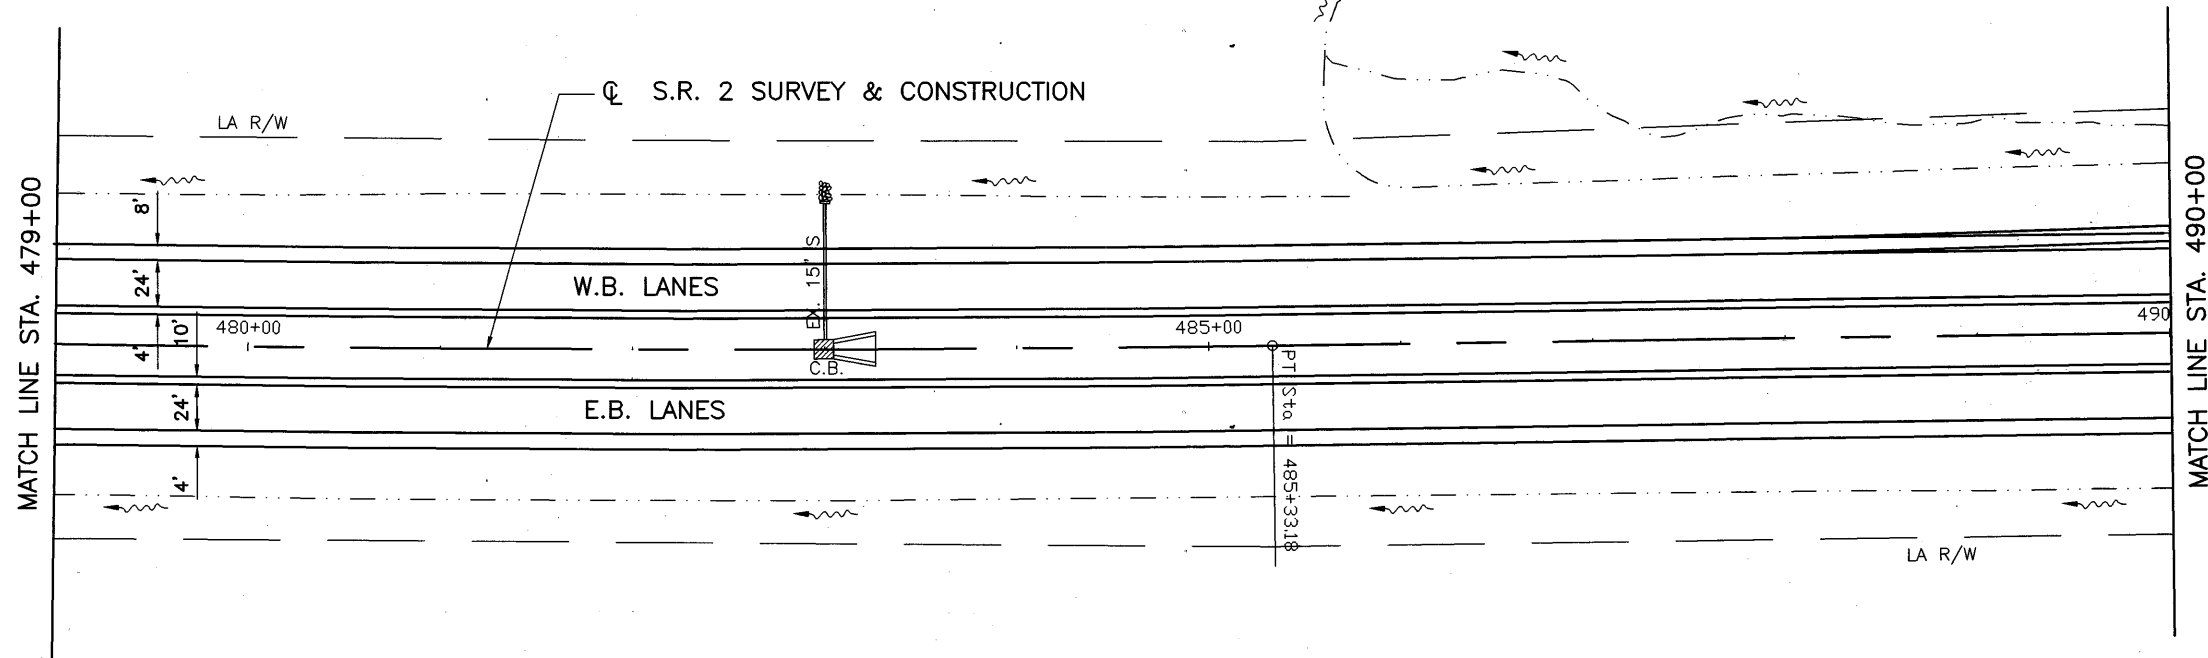 ℄ S.R. 2 SURVEY & CONSTRUCTION
LA R/W
MATCH LINE STA. 479+00
MATCH LINE STA. 490+00
8'
24'
4'
10'
24'
4'
W.B. LANES
EX. 15" S
480+00
485+00
490
C.B.
E.B. LANES
PT Sta = 485+33.18
LA R/W